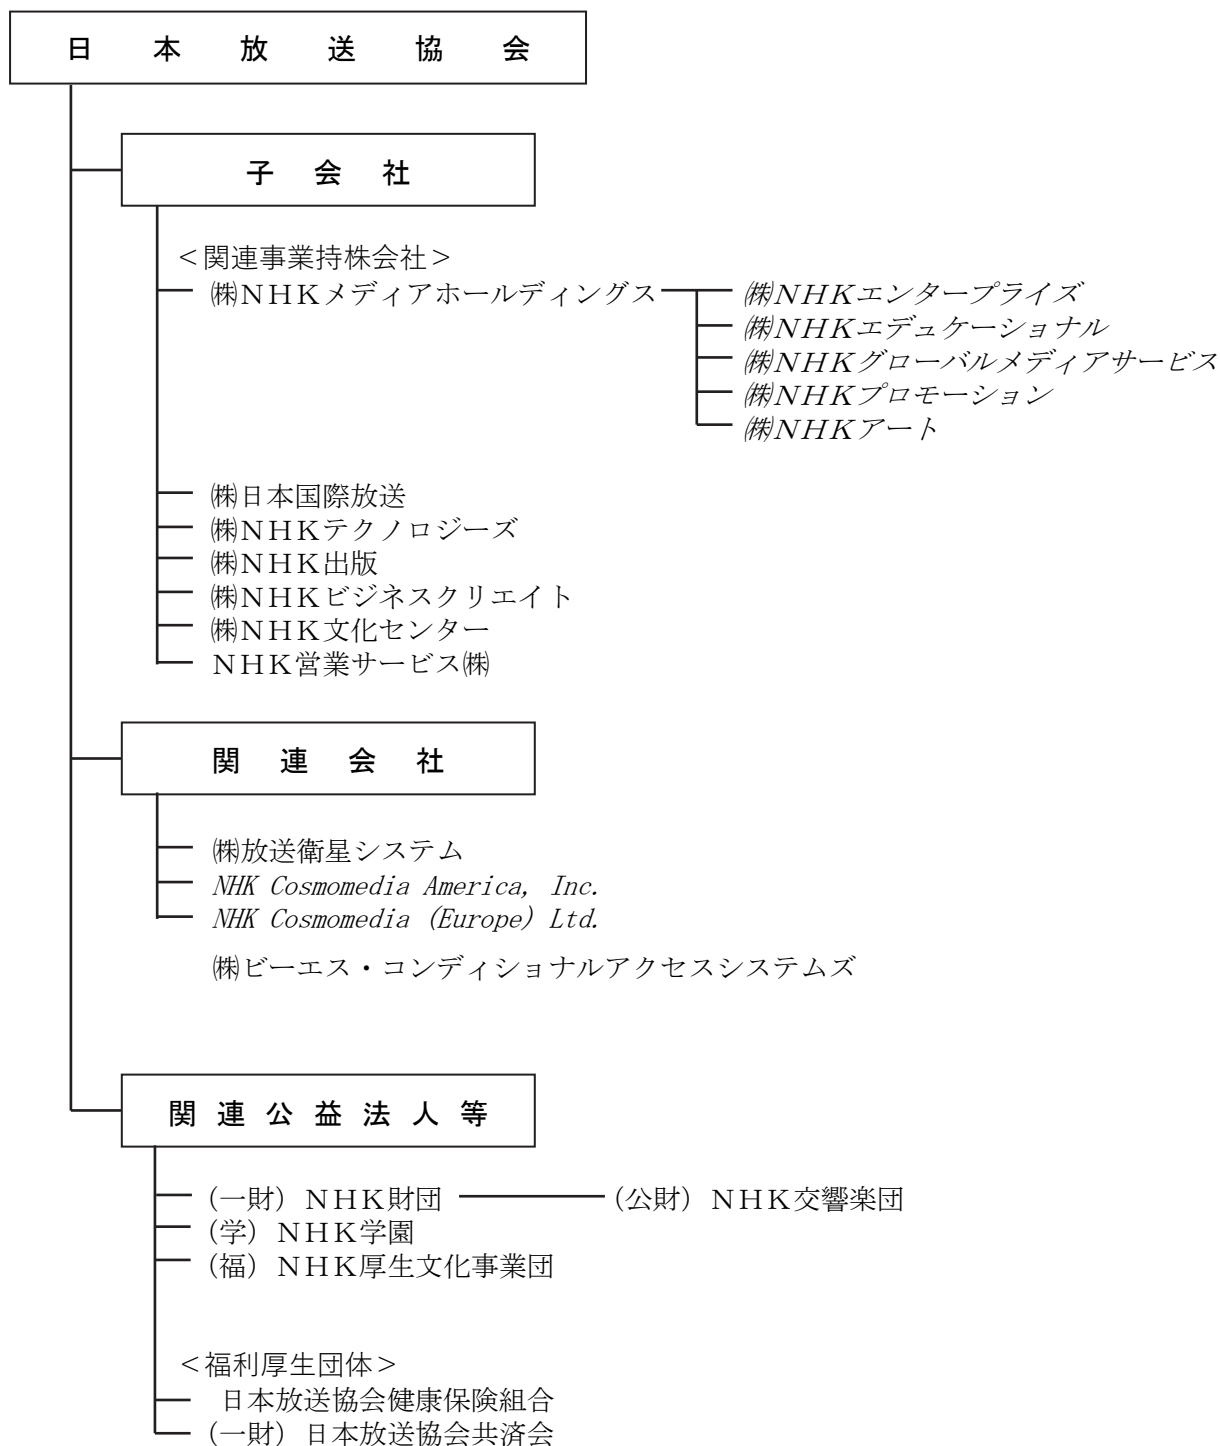 日本放送協会
子会社
＜関連事業持株会社＞
㈱ＮＨＫメディアホールディングス
㈱ＮＨＫエンタープライズ
㈱ＮＨＫエデュケーショナル
㈱ＮＨＫグローバルメディアサービス
㈱ＮＨＫプロモーション
㈱ＮＨＫアート
㈱日本国際放送
㈱ＮＨＫテクノロジーズ
㈱ＮＨＫ出版
㈱ＮＨＫビジネスクリエイト
㈱ＮＨＫ文化センター
ＮＨＫ営業サービス㈱
関連会社
㈱放送衛星システム
NHK Cosmomedia America, Inc.
NHK Cosmomedia (Europe) Ltd.
㈱ビーエス・コンディショナルアクセスシステムズ
関連公益法人等
（一財）ＮＨＫ財団 （公財）ＮＨＫ交響楽団
（学）ＮＨＫ学園
（福）ＮＨＫ厚生文化事業団
＜福利厚生団体＞
日本放送協会健康保険組合
（一財）日本放送協会共済会